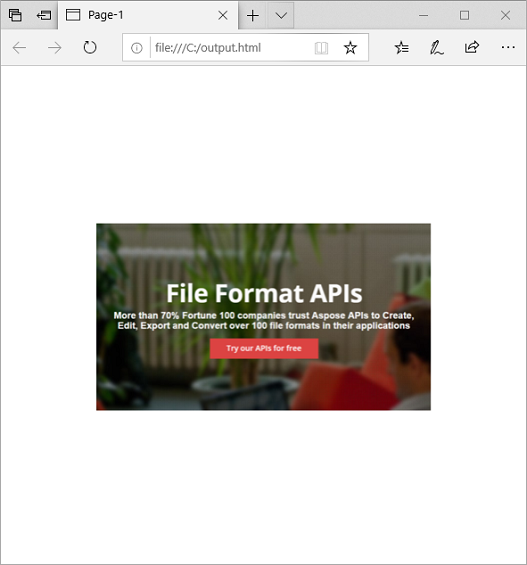 Page-1
file:///C:/output.html
File Format APIs
More than 70% Fortune 100 companies trust Aspose APIs to Create,
Edit, Export and Convert over 100 file formats in their applications
Try our APIs for free